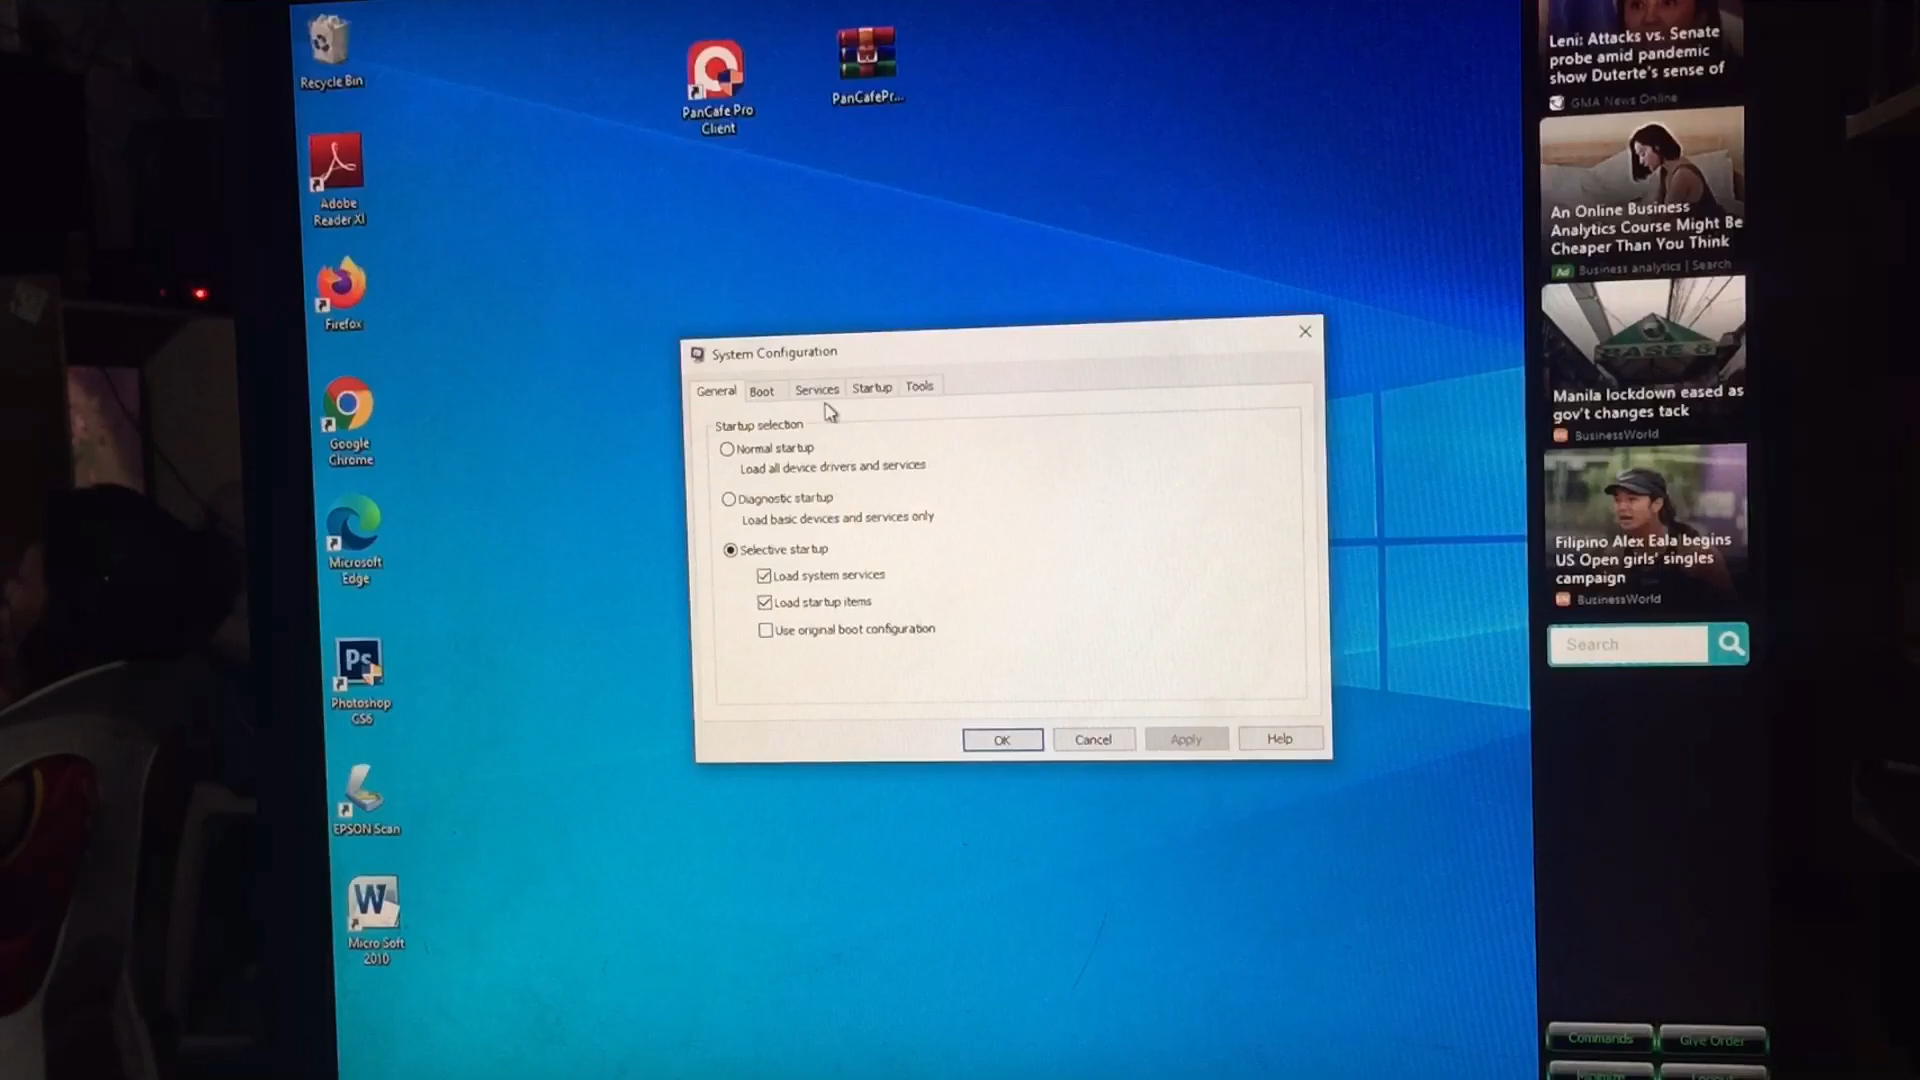 Recycle Bin
PanCafe Pro
Client
PanCafePr...
Adobe
Reader XI
Firefox
Google
Chrome
Microsoft
Edge
Ps
Photoshop
CS6
EPSON Scan
W
Micro Soft
2010
System Configuration
General
Boot
Services
Startup
Tools
Startup selection
Normal startup
Load all device drivers and services
Diagnostic startup
Load basic devices and services only
Selective startup
Load system services
Load startup items
Use original boot configuration
OK
Cancel
Apply
Help
Leni: Attacks vs. Senate
probe amid pandemic
show Duterte's sense of
GMA News Online
An Online Business
Analytics Course Might Be
Cheaper Than You Think
Ad Business analytics | Search
Manila lockdown eased as
gov't changes tack
BusinessWorld
Filipino Alex Eala begins
US Open girls' singles
campaign
BusinessWorld
Search
Commands
Give Order